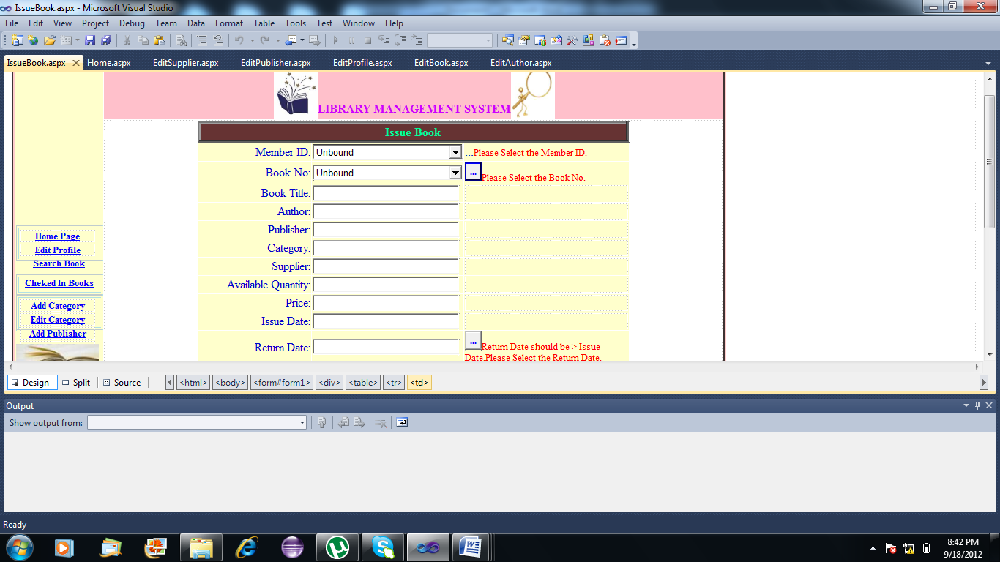 IssueBook.aspx - Microsoft Visual Studio
File Edit View Project Debug Team Data Format Table Tools Test Window Help
IssueBook.aspx Home.aspx EditSupplier.aspx EditPublisher.aspx EditProfile.aspx EditBook.aspx EditAuthor.aspx
LIBRARY MANAGEMENT SYSTEM
Issue Book
Member ID: Unbound ...Please Select the Member ID.
Book No: Unbound ... Please Select the Book No.
Book Title:
Author:
Publisher:
Category:
Supplier:
Available Quantity:
Price:
Issue Date:
Return Date: ... Return Date should be > Issue
Date.Please Select the Return Date.
Home Page
Edit Profile
Search Book
Cheked In Books
Add Category
Edit Category
Add Publisher
Design Split Source <html> <body> <form#form1> <div> <table> <tr> <td>
Output
Show output from:
Ready
8:42 PM
9/18/2012